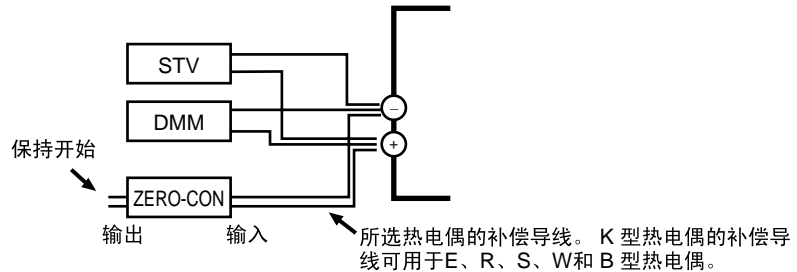 STV
DMM
−
+
保持开始
ZERO-CON
输出
输入
所选热电偶的补偿导线。 K 型热电偶的补偿导
线可用于E、R、S、W和 B 型热电偶。